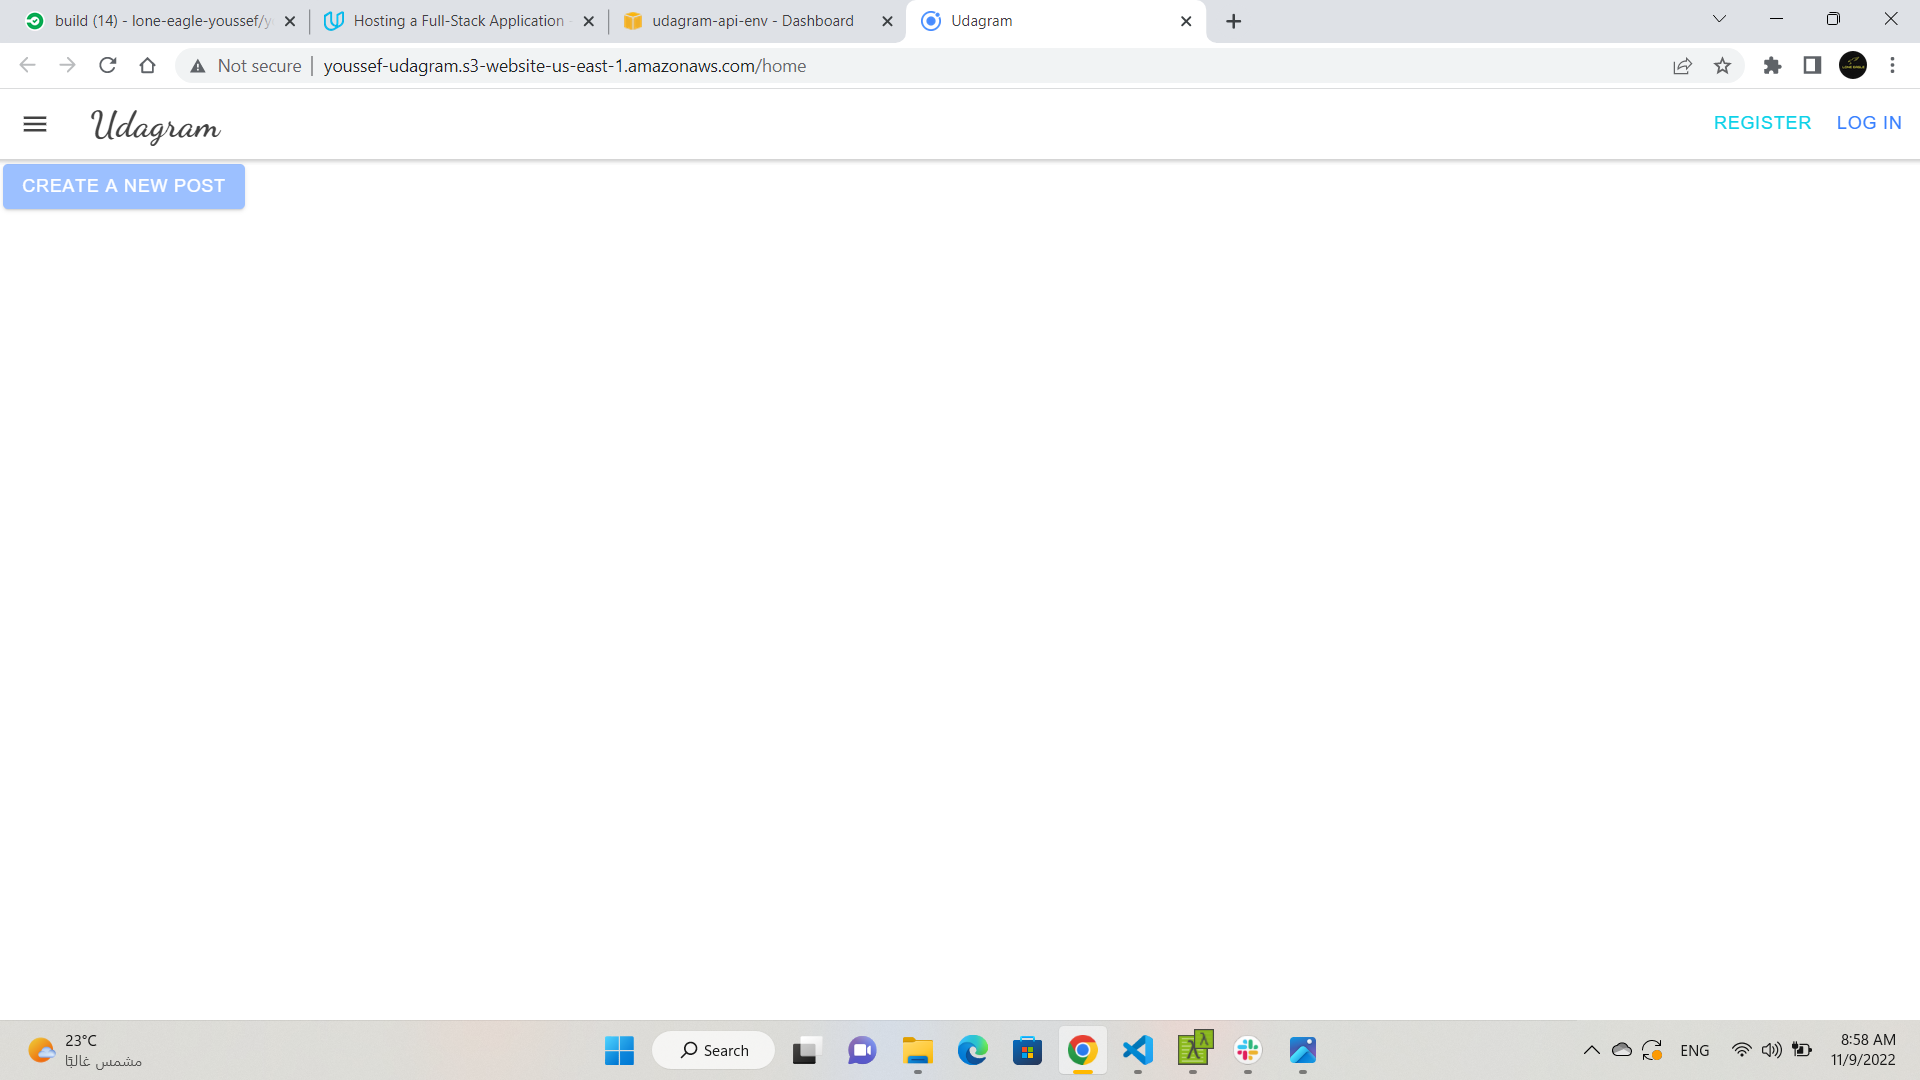 build (14) - lone-eagle-youssef/y
Hosting a Full-Stack Application
udagram-api-env - Dashboard
Udagram
Not secure
youssef-udagram.s3-website-us-east-1.amazonaws.com/home
Udagram
REGISTER
LOG IN
CREATE A NEW POST
23°C
مشمس غالبًا
Search
ENG
8:58 AM
11/9/2022